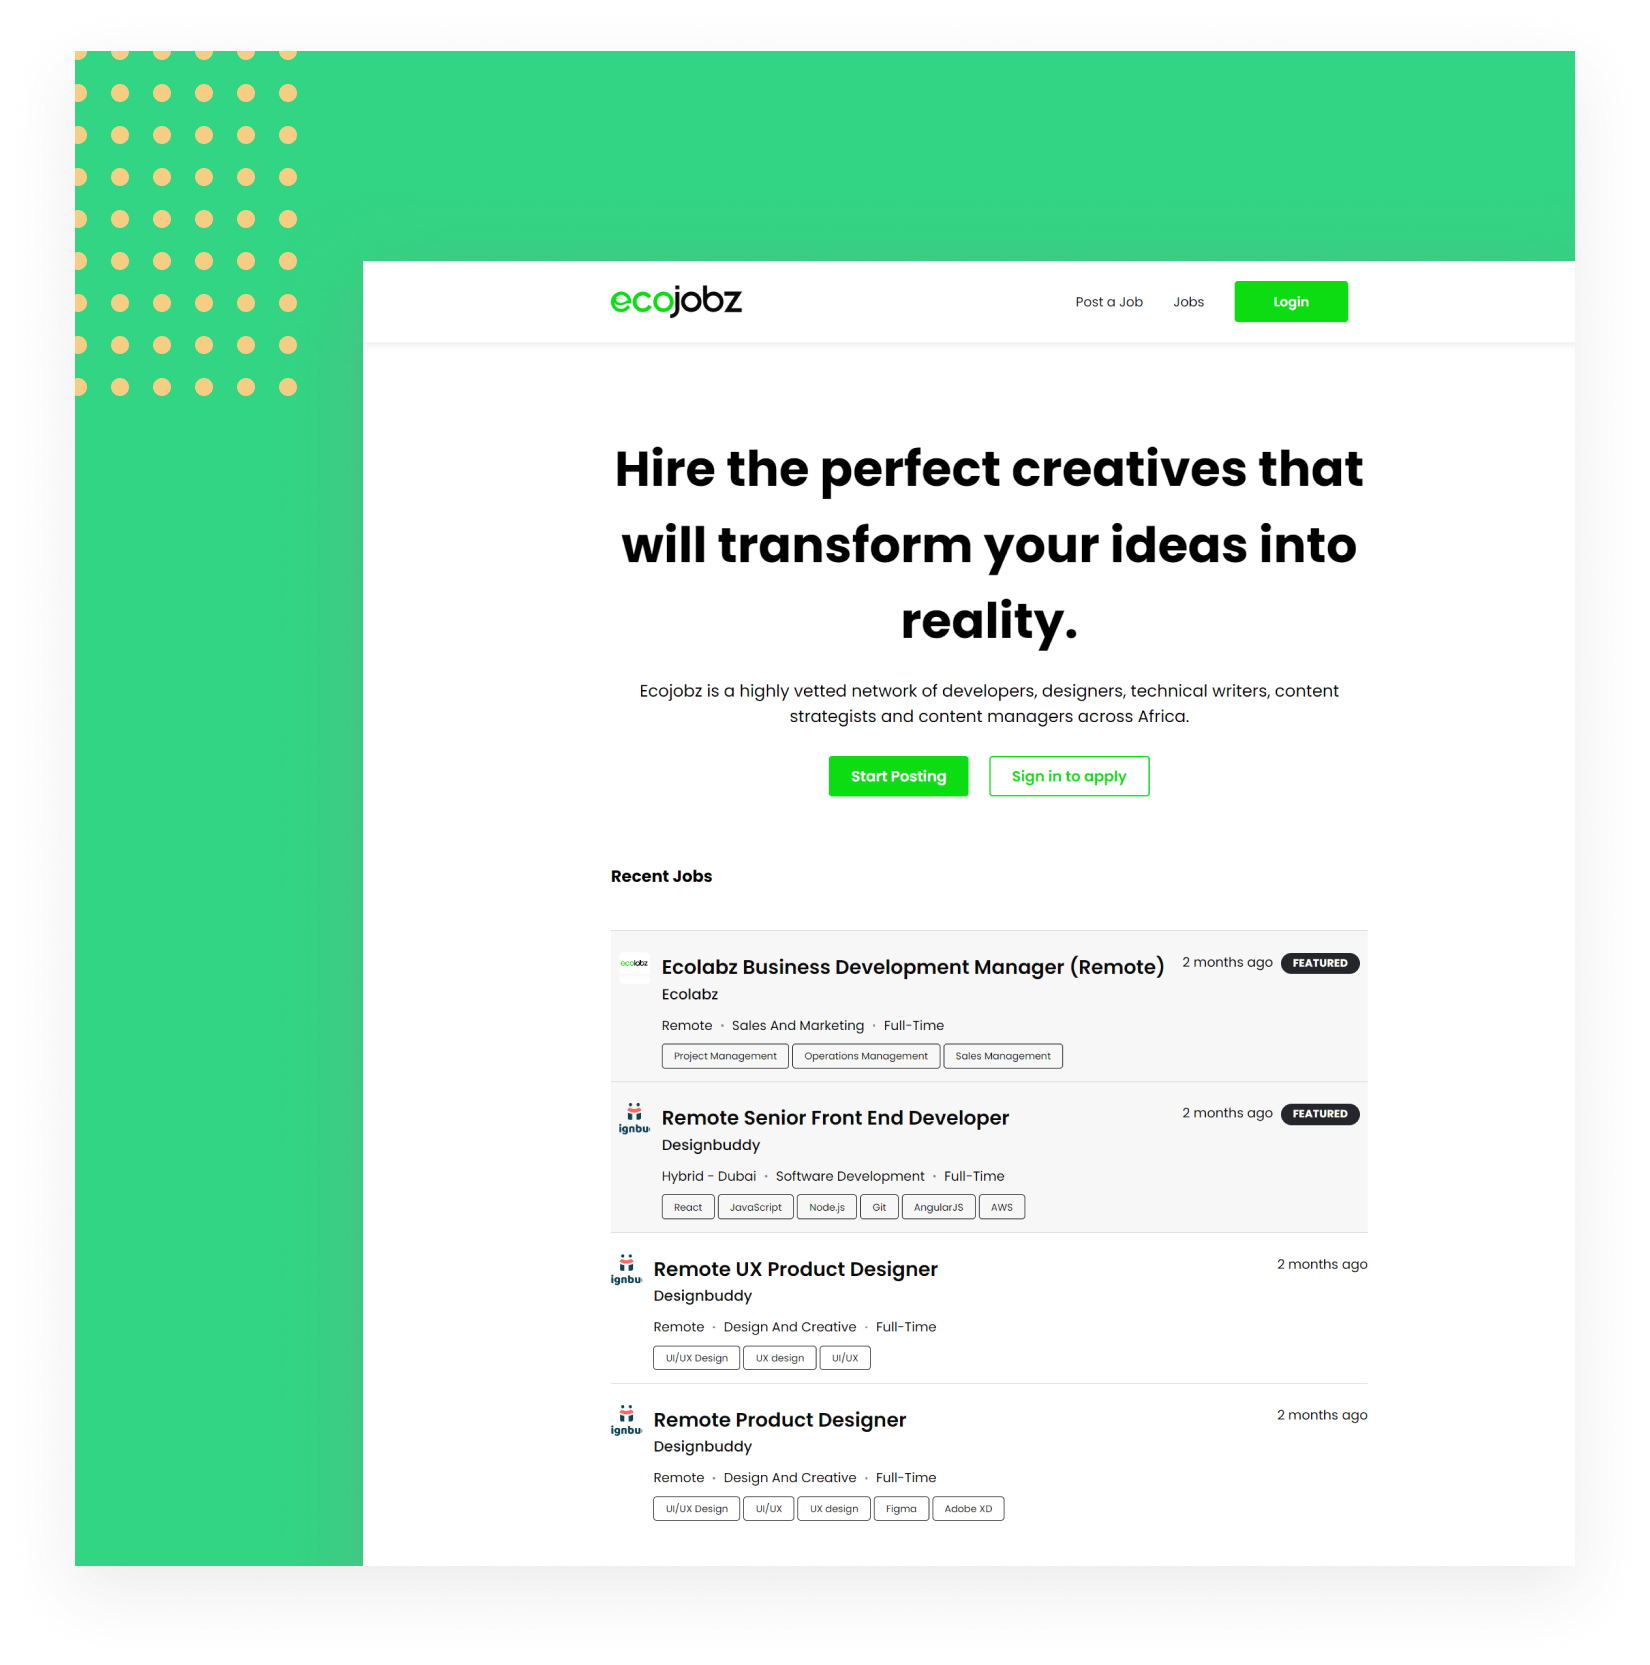 ecojobz
Post a Job
Jobs
Login
Hire the perfect creatives that
will transform your ideas into
reality.
Ecojobz is a highly vetted network of developers, designers, technical writers, content
strategists and content managers across Africa.
Start Posting
Sign in to apply
Recent Jobs
ecolabz
Ecolabz Business Development Manager (Remote)
2 months ago
FEATURED
Ecolabz
Remote • Sales And Marketing • Full-Time
Project Management
Operations Management
Sales Management
ignbu
Remote Senior Front End Developer
2 months ago
FEATURED
Designbuddy
Hybrid - Dubai • Software Development • Full-Time
React
JavaScript
Node.js
Git
AngularJS
AWS
ignbu
Remote UX Product Designer
2 months ago
Designbuddy
Remote • Design And Creative • Full-Time
UI/UX Design
UX design
UI/UX
ignbu
Remote Product Designer
2 months ago
Designbuddy
Remote • Design And Creative • Full-Time
UI/UX Design
UI/UX
UX design
Figma
Adobe XD